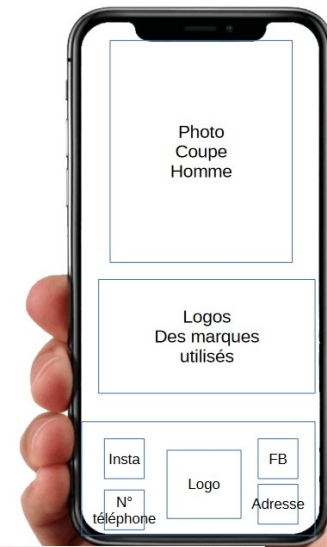 Photo
Coupe
Homme
Logos
Des marques
utilisés
Insta
FB
Logo
N°
téléphone
Adresse